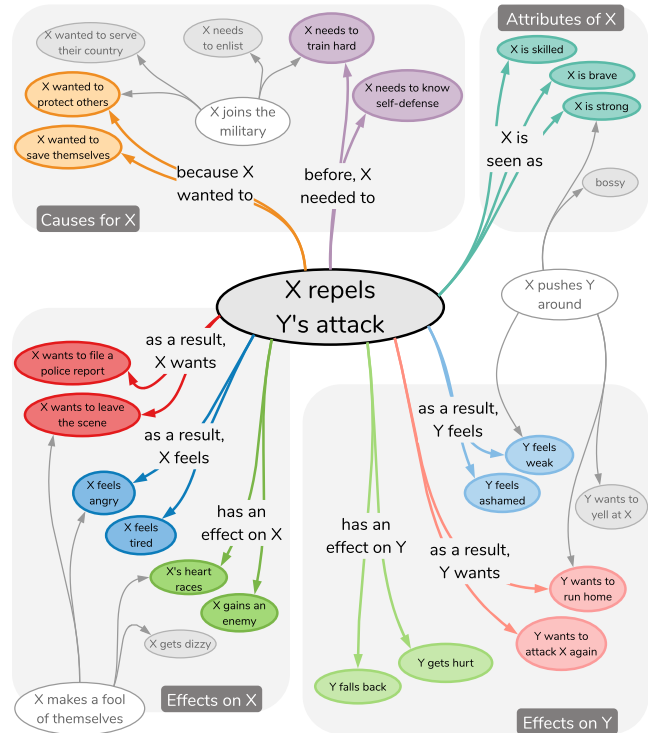 Attributes of X
X wanted to serve
their country
X needs
to enlist
X needs to
train hard
X is skilled
X is brave
X is strong
X wanted to
protect others
X needs to know
self-defense
X joins the
military
X wanted to
save themselves
X is
seen as
because X
wanted to
before, X
needed to
bossy
Causes for X
X repels
Y's attack
X pushes Y
around
as a result,
X wants
X wants to file a
police report
X wants to leave
the scene
as a result,
Y feels
as a result,
X feels
Y feels
weak
X feels
angry
Y feels
ashamed
Y wants to
yell at X
X feels
tired
has an
effect on X
has an
effect on Y
as a result,
Y wants
X's heart
races
Y wants to
run home
X gains an
enemy
X gets dizzy
Y wants to
attack X again
Y gets hurt
Y falls back
X makes a fool
of themselves
Effects on X
Effects on Y